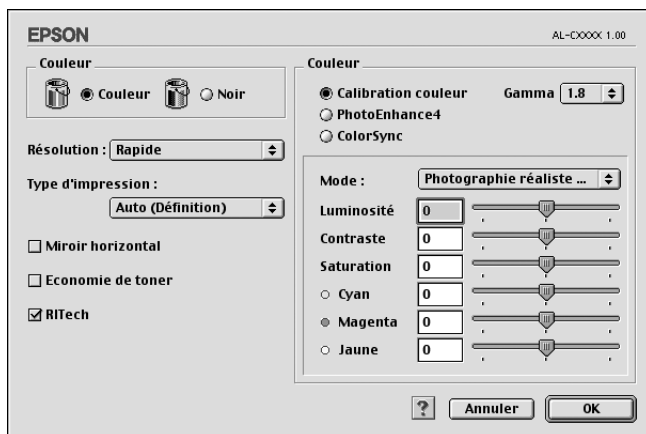 EPSON
AL-CXXXX 1.00
Couleur
Couleur
Noir
Résolution : Rapide
Type d'impression :
Auto (Définition)
Miroir horizontal
Economie de toner
RITech
Couleur
Calibration couleur
Gamma 1.8
PhotoEnhance4
ColorSync
Mode : Photographie réaliste ...
Luminosité 0
Contraste 0
Saturation 0
Cyan 0
Magenta 0
Jaune 0
?
Annuler
OK